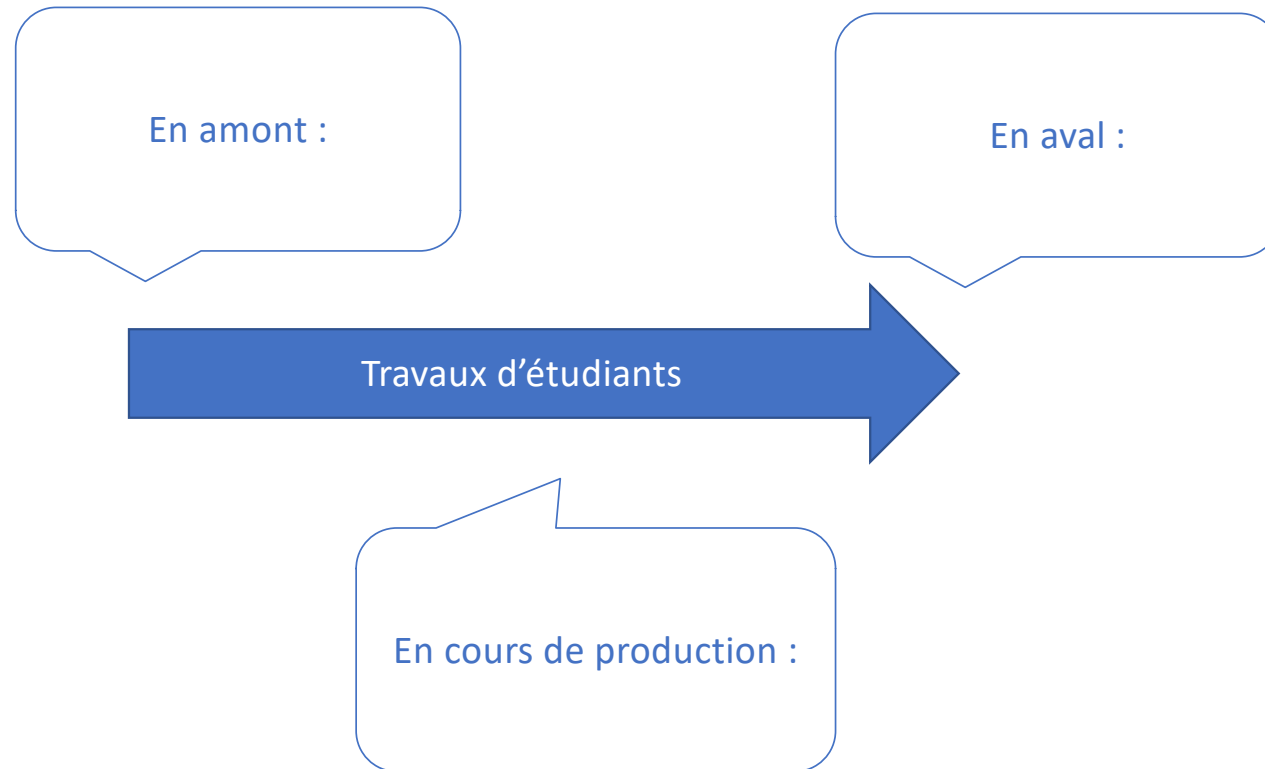 En amont :
En aval :
Travaux d’étudiants
En cours de production :